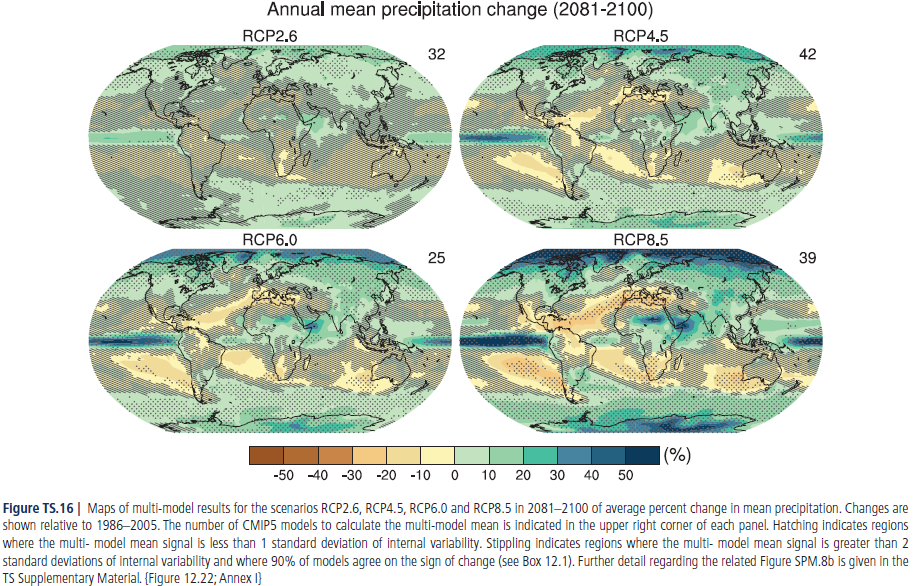 Annual mean precipitation change (2081-2100)
RCP2.6
32
RCP4.5
42
RCP6.0
25
RCP8.5
39
-50 -40 -30 -20 -10 0 10 20 30 40 50 (%)
Figure TS.16 | Maps of multi-model results for the scenarios RCP2.6, RCP4.5, RCP6.0 and RCP8.5 in 2081–2100 of average percent change in mean precipitation. Changes are
shown relative to 1986–2005. The number of CMIP5 models to calculate the multi-model mean is indicated in the upper right corner of each panel. Hatching indicates regions
where the multi- model mean signal is less than 1 standard deviation of internal variability. Stippling indicates regions where the multi- model mean signal is greater than 2
standard deviations of internal variability and where 90% of models agree on the sign of change (see Box 12.1). Further detail regarding the related Figure SPM.8b is given in the
TS Supplementary Material. {Figure 12.22; Annex I}